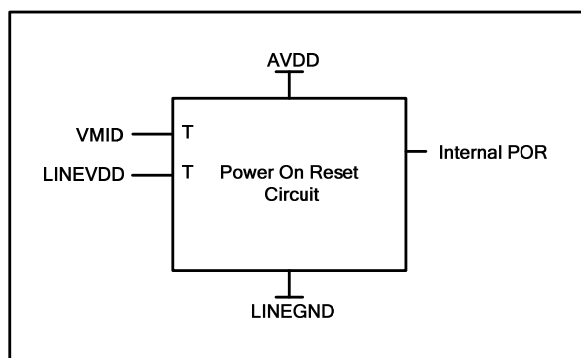 AVDD
VMID
T
LINEVDD
T
Power On Reset
Circuit
Internal POR
LINEGND